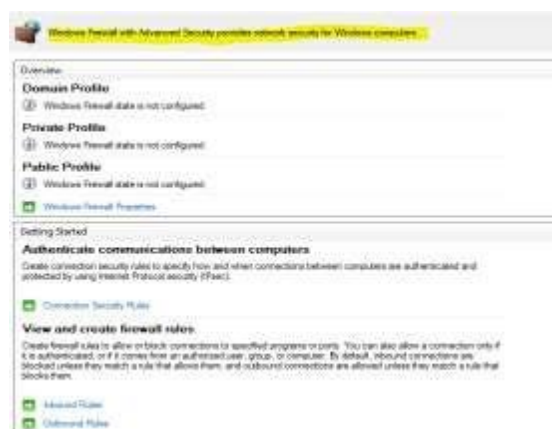 Windows Firewall with Advanced Security provides network security for Windows computers.
Overview
Domain Profile
Windows Firewall state is not configured.
Private Profile
Windows Firewall state is not configured.
Public Profile
Windows Firewall state is not configured.
Windows Firewall Properties
Getting Started
Authenticate communications between computers
Create connection security rules to specify how and when connections between computers are authenticated and
protected by using Internet Protocol security (IPsec).
Connection Security Rules
View and create firewall rules
Create firewall rules to allow or block connections to specified programs or ports. You can also allow a connection only if
it is authenticated, or if it comes from an authorized user, group, or computer. By default, inbound connections are
blocked unless they match a rule that allows them, and outbound connections are allowed unless they match a rule that
blocks them.
Inbound Rules
Outbound Rules